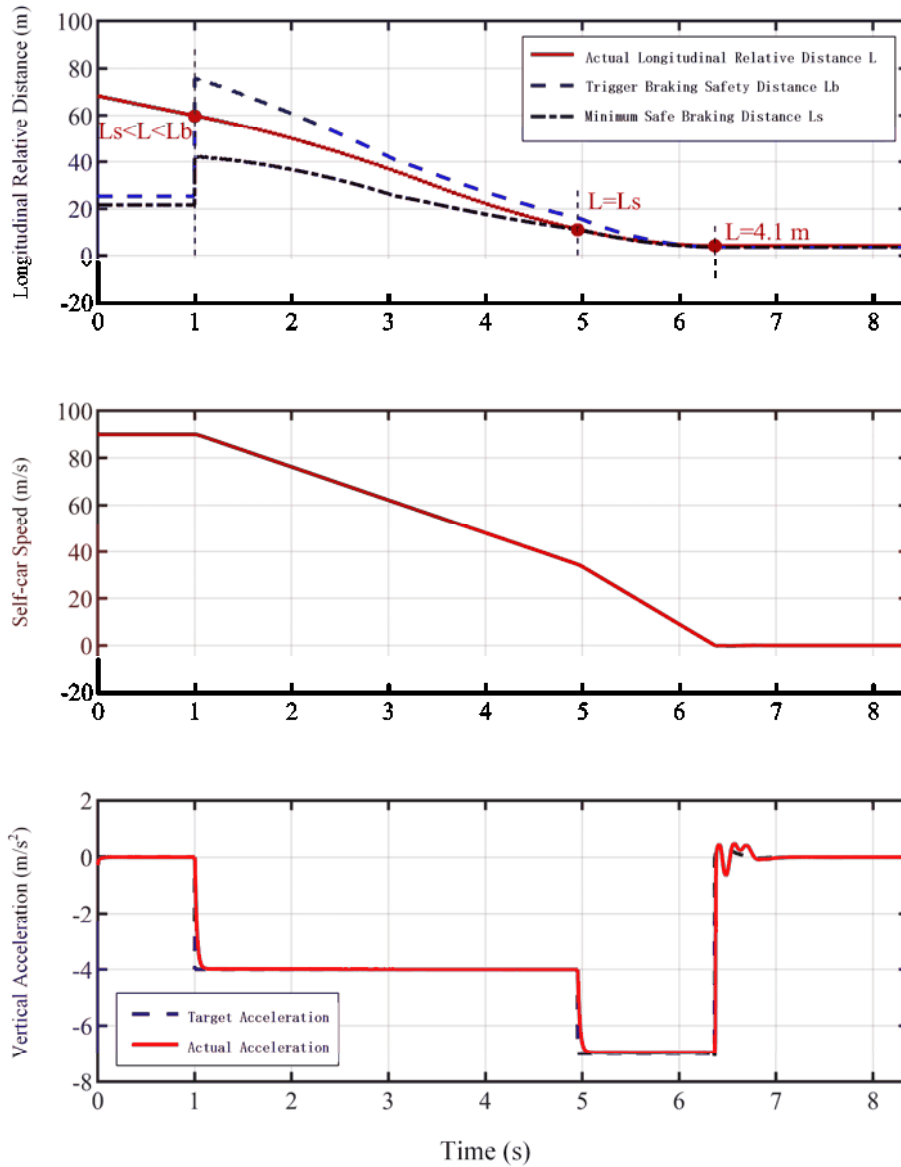 Longitudinal Relative Distance (m)
100
80
60
40
20
0
-20
Actual Longitudinal Relative Distance L
Trigger Braking Safety Distance Lb
Minimum Safe Braking Distance Ls
Ls<L<Lb
L=Ls
L=4.1 m
0 1 2 3 4 5 6 7 8
Self-car Speed (m/s)
100
80
60
40
20
0
-20
0 1 2 3 4 5 6 7 8
Vertical Acceleration (m/s²)
2
0
-2
-4
-6
-8
Target Acceleration
Actual Acceleration
0 1 2 3 4 5 6 7 8
Time (s)